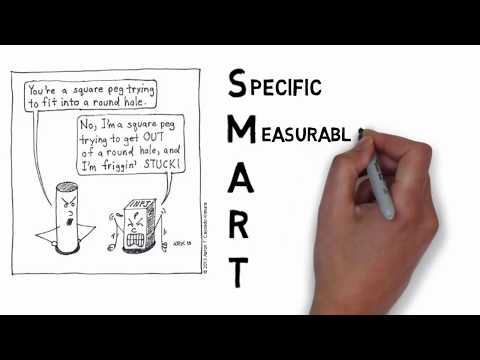 You're a square peg trying
to fit into a round hole.
No, I'm a square peg
trying to get OUT
of a round hole, and
I'm friggin' STUCK!
SPECIFIC
MEASURABL
A
R
T